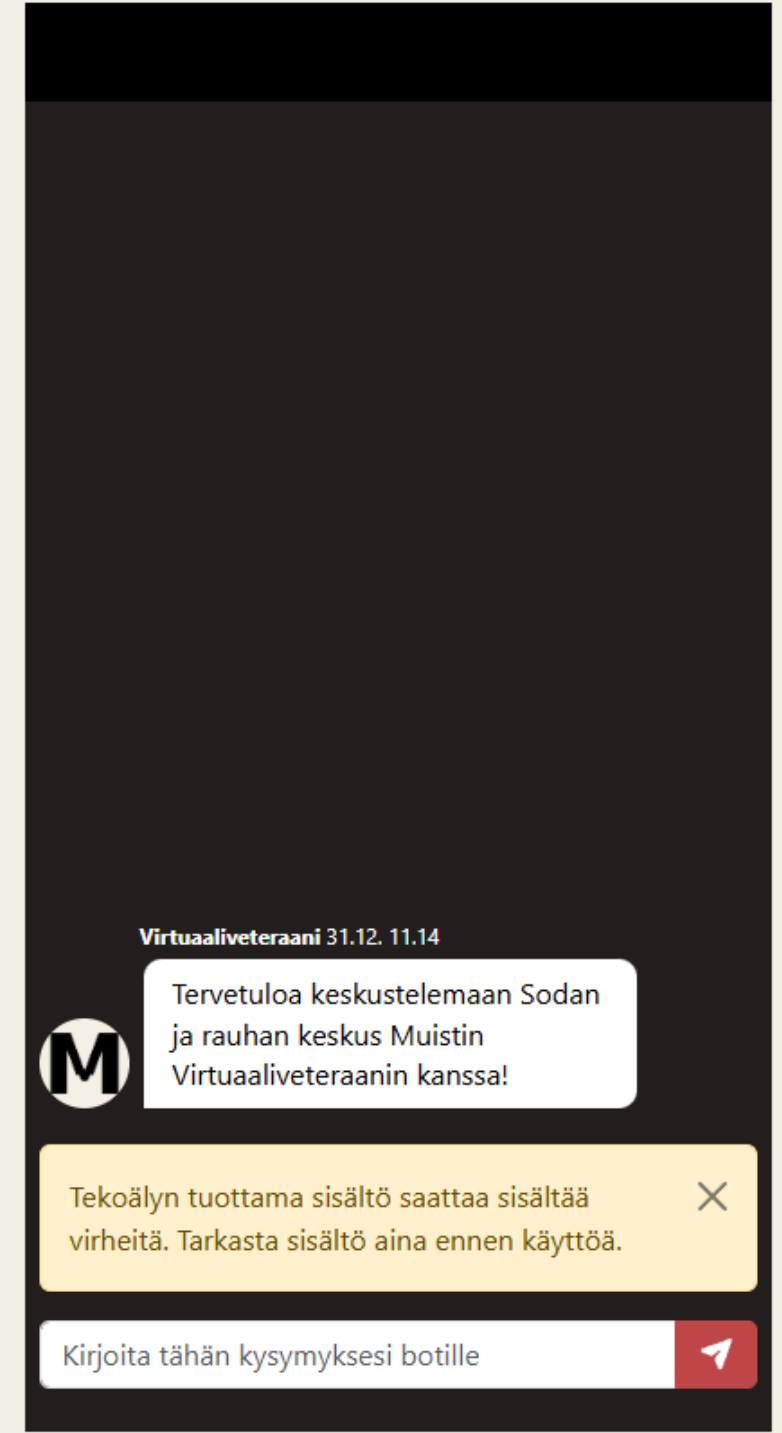 Virtuaaliveteraani 31.12. 11.14
Tervetuloa keskustelemaan Sodan
ja rauhan keskus Muistin
Virtuaaliveteraanin kanssa!
M
Tekoälyn tuottama sisältö saattaa sisältää
virheitä. Tarkasta sisältö aina ennen käyttöä.
Kirjoita tähän kysymyksesi botille